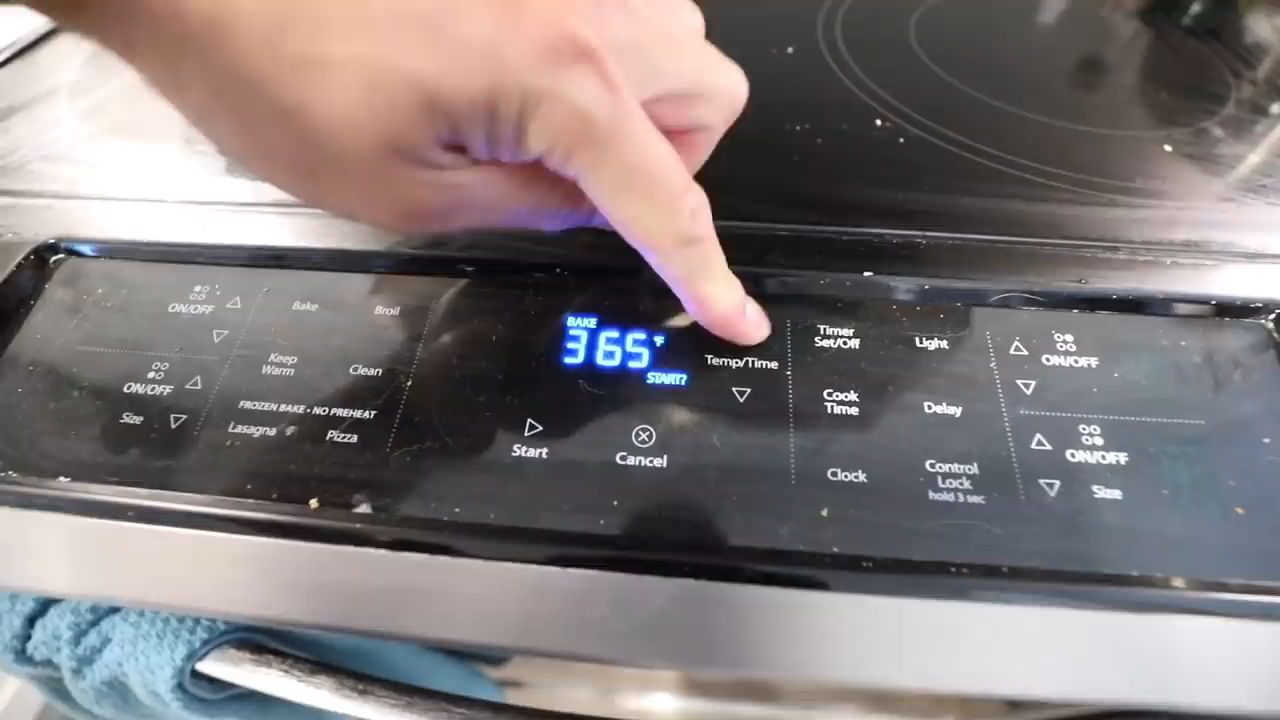 ON/OFF
ON/OFF
Size
Bake
Broil
Keep
Warm
Clean
FROZEN BAKE • NO PREHEAT
Lasagna
Pizza
BAKE
365°F
START?
Start
Cancel
Temp/Time
Timer
Set/Off
Light
Cook
Time
Delay
Clock
Control
Lock
hold 3 sec
ON/OFF
ON/OFF
Size